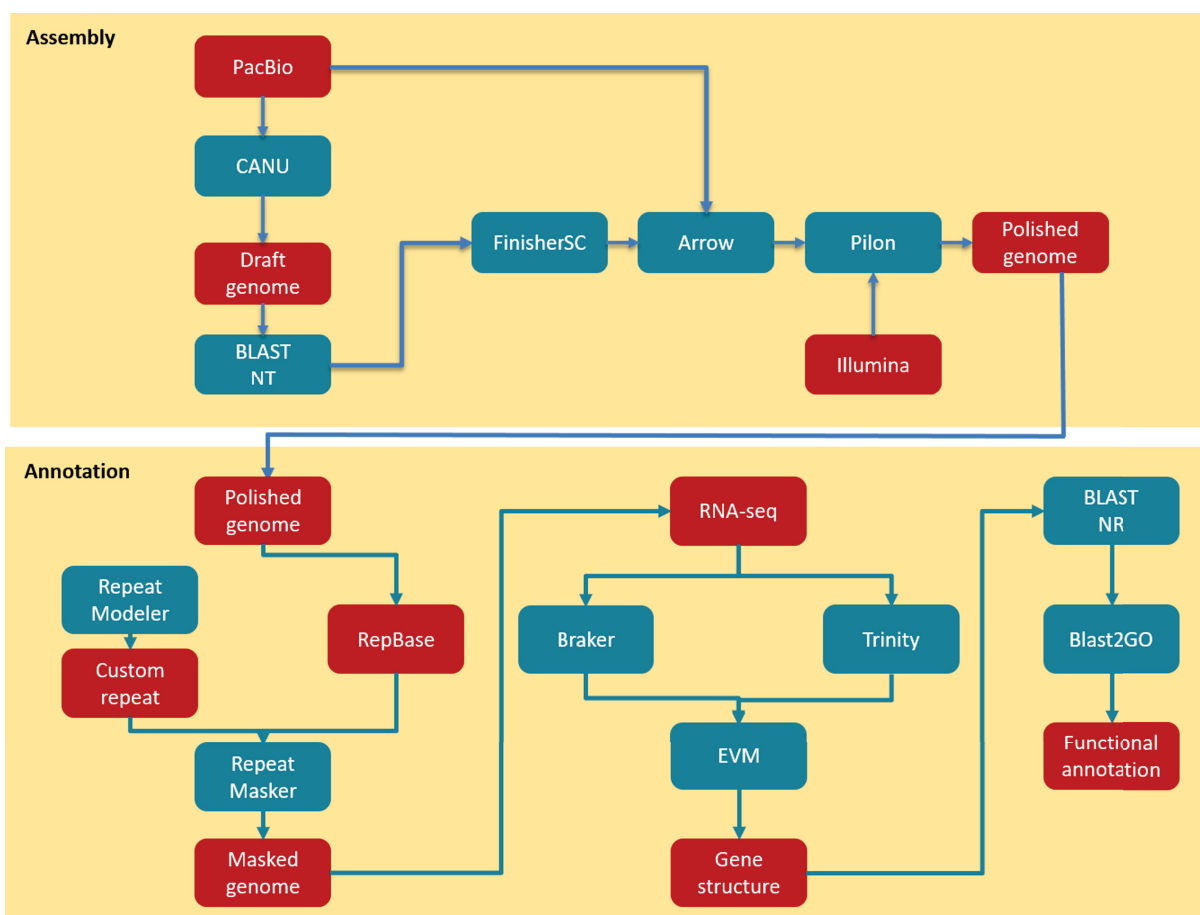 Assembly
PacBio
CANU
Draft
genome
BLAST
NT
FinisherSC
Arrow
Pilon
Polished
genome
Illumina
Annotation
Polished
genome
Repeat
Modeler
Custom
repeat
RepBase
Repeat
Masker
Masked
genome
RNA-seq
Braker
Trinity
EVM
Gene
structure
BLAST
NR
Blast2GO
Functional
annotation